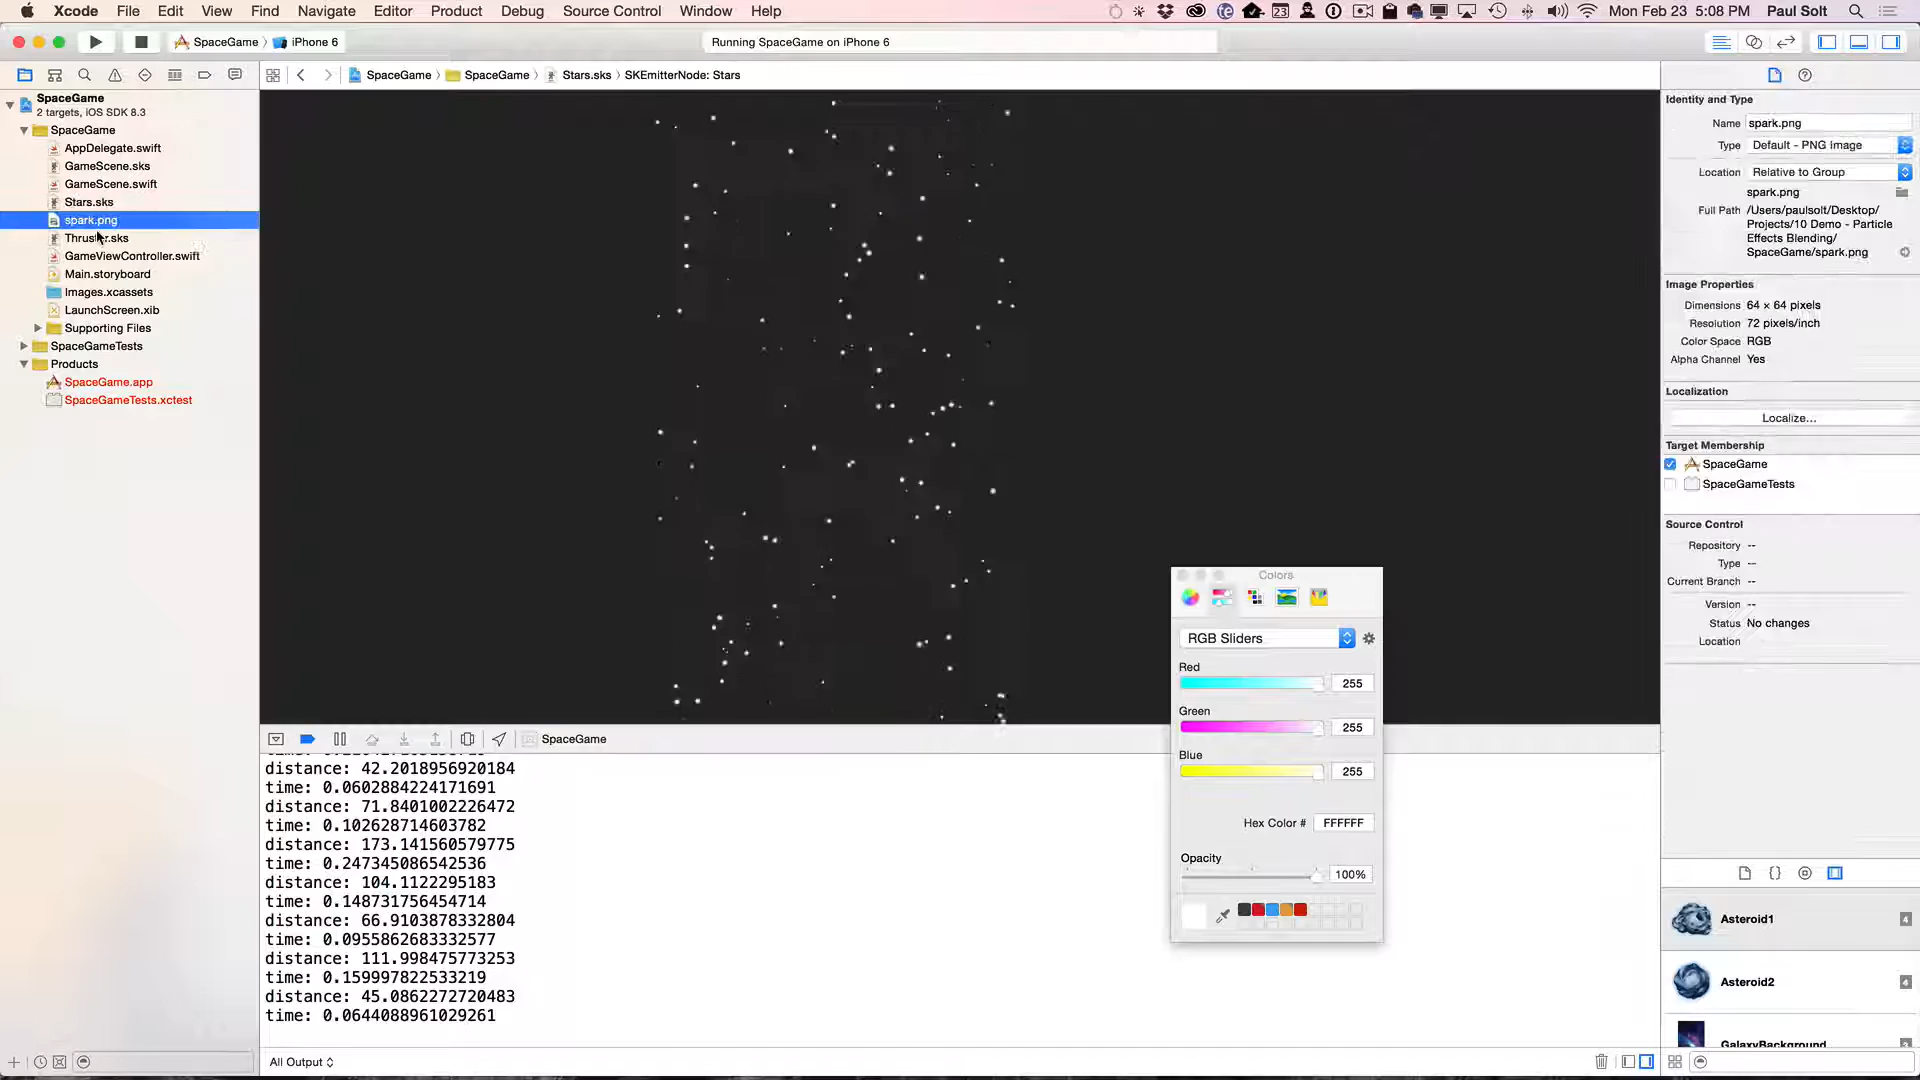 Xcode File Edit View Find Navigate Editor Product Debug Source Control Window Help
23
Mon Feb 23 5:08 PM Paul Solt
SpaceGame iPhone 6
Running SpaceGame on iPhone 6
SpaceGame SpaceGame Stars.sks SKEmitterNode: Stars
SpaceGame
2 targets, iOS SDK 8.3
SpaceGame
AppDelegate.swift
GameScene.sks
GameScene.swift
Stars.sks
spark.png
GameViewController.swift
Main.storyboard
Images.xcassets
LaunchScreen.xib
Supporting Files
SpaceGameTests
Products
SpaceGame.app
SpaceGameTests.xctest
Identity and Type
Name spark.png
Type Default - PNG image
Location Relative to Group
spark.png
Full Path /Users/paulsolt/Desktop/
Projects/10 Demo - Particle
Effects Blending/
SpaceGame/spark.png
Image Properties
Dimensions 64 × 64 pixels
Resolution 72 pixels/inch
Color Space RGB
Alpha Channel Yes
Localization
Localize...
Target Membership
SpaceGame
SpaceGameTests
Source Control
Repository --
Type --
Current Branch --
Version --
Status No changes
Location
Asteroid1 4
Asteroid2 4
GalaxyBackground
Colors
RGB Sliders
Red
255
Green
255
Blue
255
Hex Color # FFFFFF
Opacity
100%
SpaceGame
distance: 42.2018956920184
time: 0.0602884224171691
distance: 71.8401002226472
time: 0.102628714603782
distance: 173.141560579775
time: 0.247345086542536
distance: 104.1122295183
time: 0.148731756454714
distance: 66.9103878332804
time: 0.0955862683332577
distance: 111.998475773253
time: 0.159997822533219
distance: 45.0862272720483
time: 0.0644088961029261
All Output